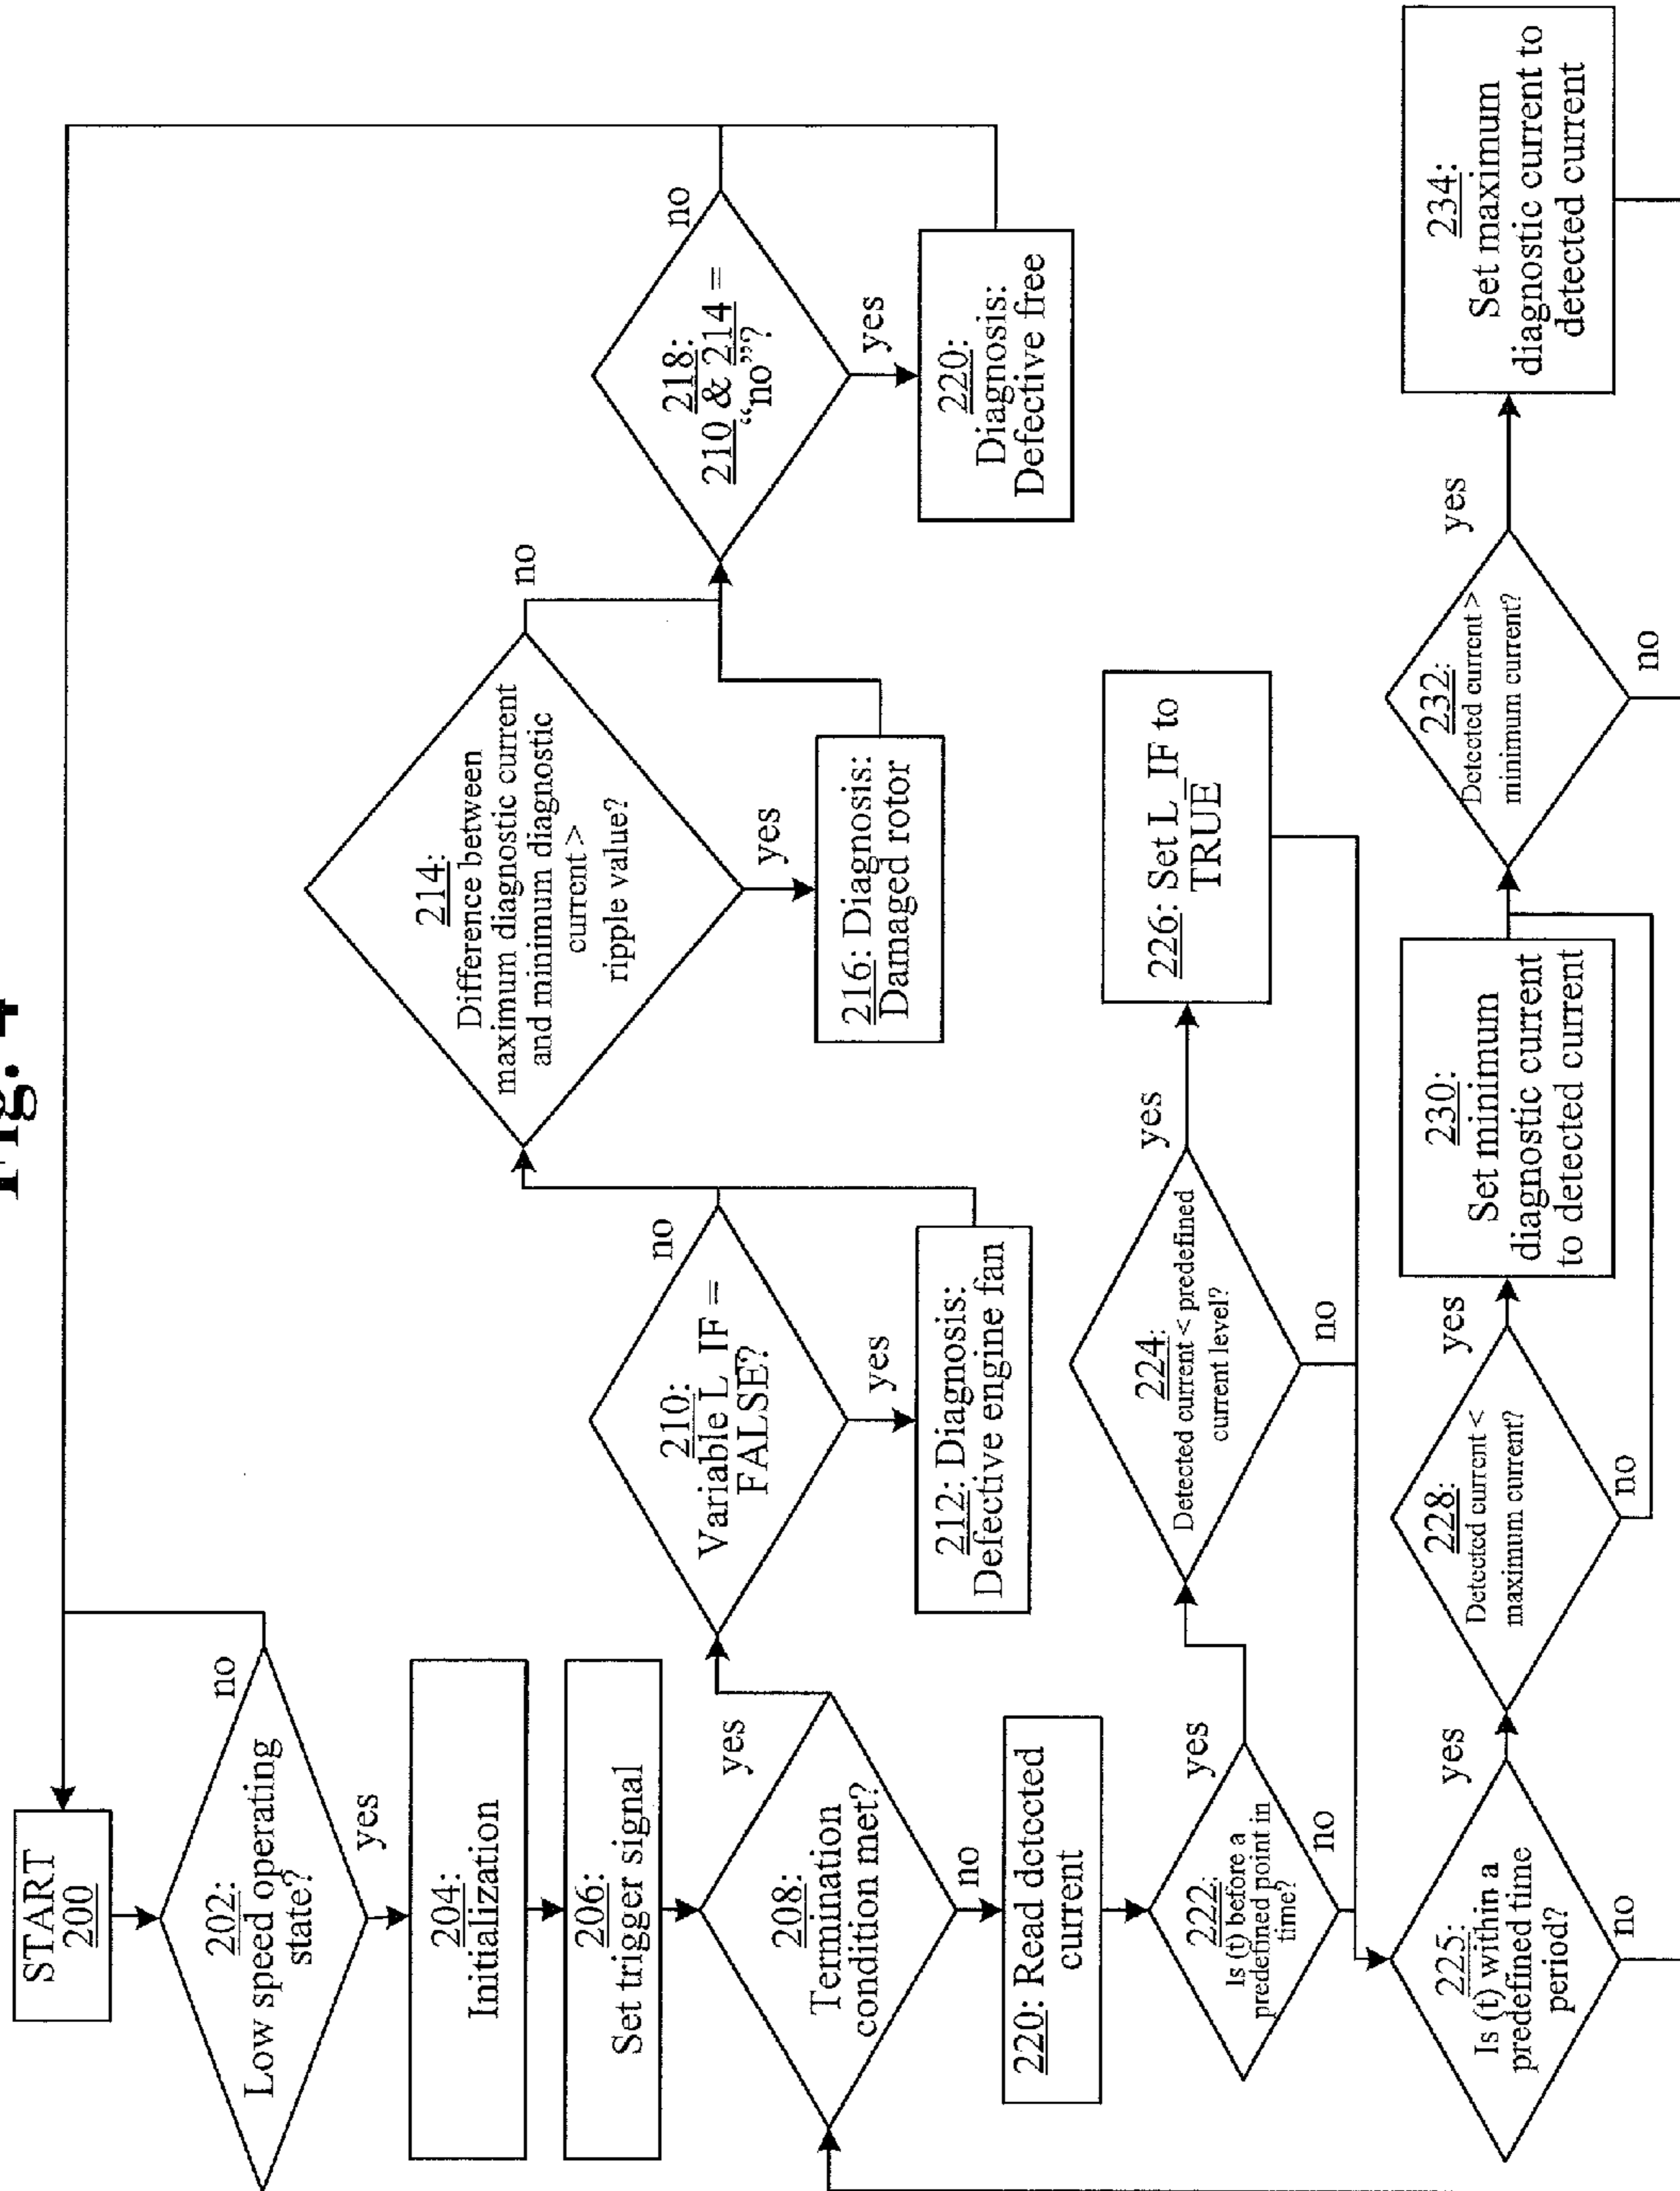 Fig. 4
START
200
202:
Low speed operating
state?
no
yes
204:
Initialization
206:
Set trigger signal
208:
Termination
condition met?
yes
no
210:
Variable L_IF =
FALSE?
no
yes
212: Diagnosis:
Defective engine fan
214:
Difference between
maximum diagnostic current
and minimum diagnostic
current >
ripple value?
no
yes
216: Diagnosis:
Damaged rotor
218:
210 & 214 =
“no”?
no
yes
220:
Diagnosis:
Defective free
220: Read detected
current
222:
Is (t) before a
predefined point in
time?
yes
no
224:
Detected current < predefined
current level?
yes
no
226: Set L_IF to
TRUE
225:
Is (t) within a
predefined time
period?
yes
no
228:
Detected current <
maximum current?
yes
no
230:
Set minimum
diagnostic current
to detected current
232:
Detected current >
minimum current?
yes
no
234:
Set maximum
diagnostic current to
detected current